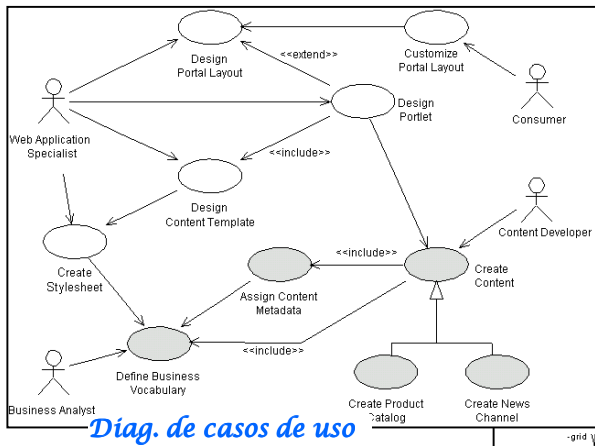 Design
Portal Layout
<<extend>>
Customize
Portal Layout
Design
Portlet
Consumer
Web Application
Specialist
<<include>>
Design
Content Template
Content Developer
Create
Stylesheet
<<include>>
Assign Content
Metadata
Create
Content
<<include>>
Define Business
Vocabulary
Business Analyst
Create Product
Catalog
Create News
Channel
Diag. de casos de uso
-grid